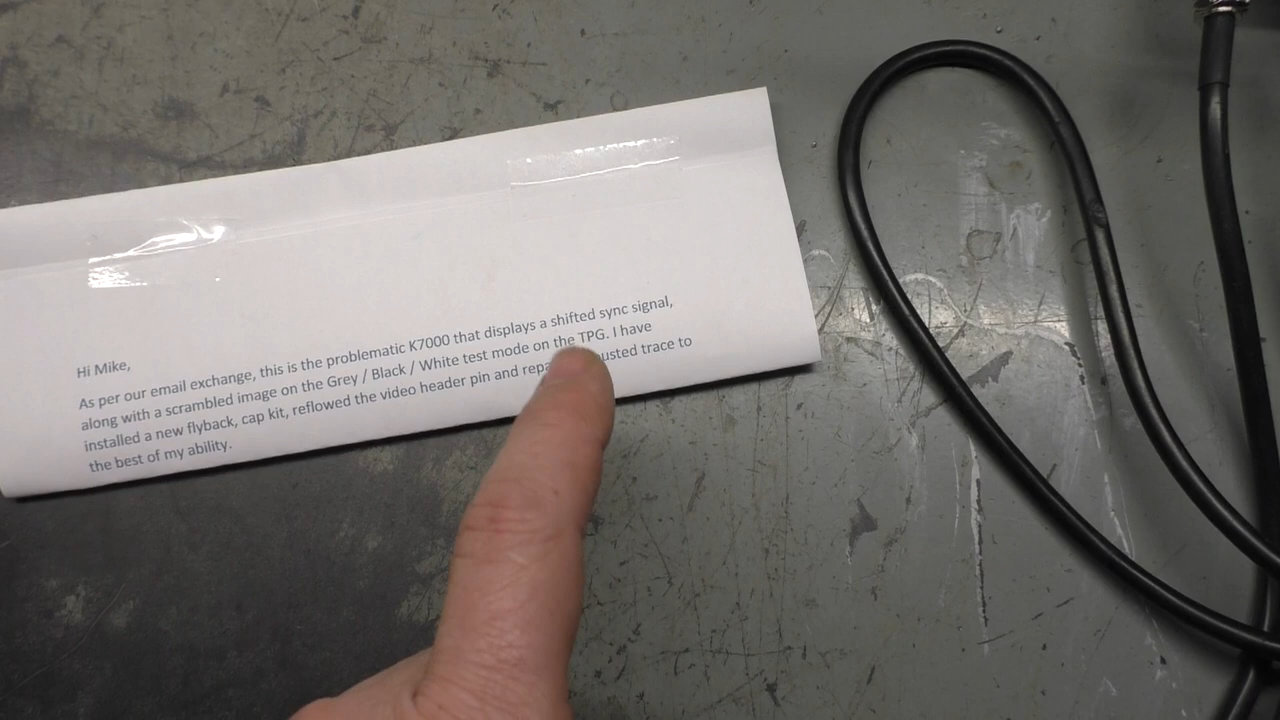 Hi Mike,
As per our email exchange, this is the problematic K7000 that displays a shifted sync signal,
along with a scrambled image on the Grey / Black / White test mode on the TPG. I have
installed a new flyback, cap kit, reflowed the video header pin and trace to
the best of my ability.